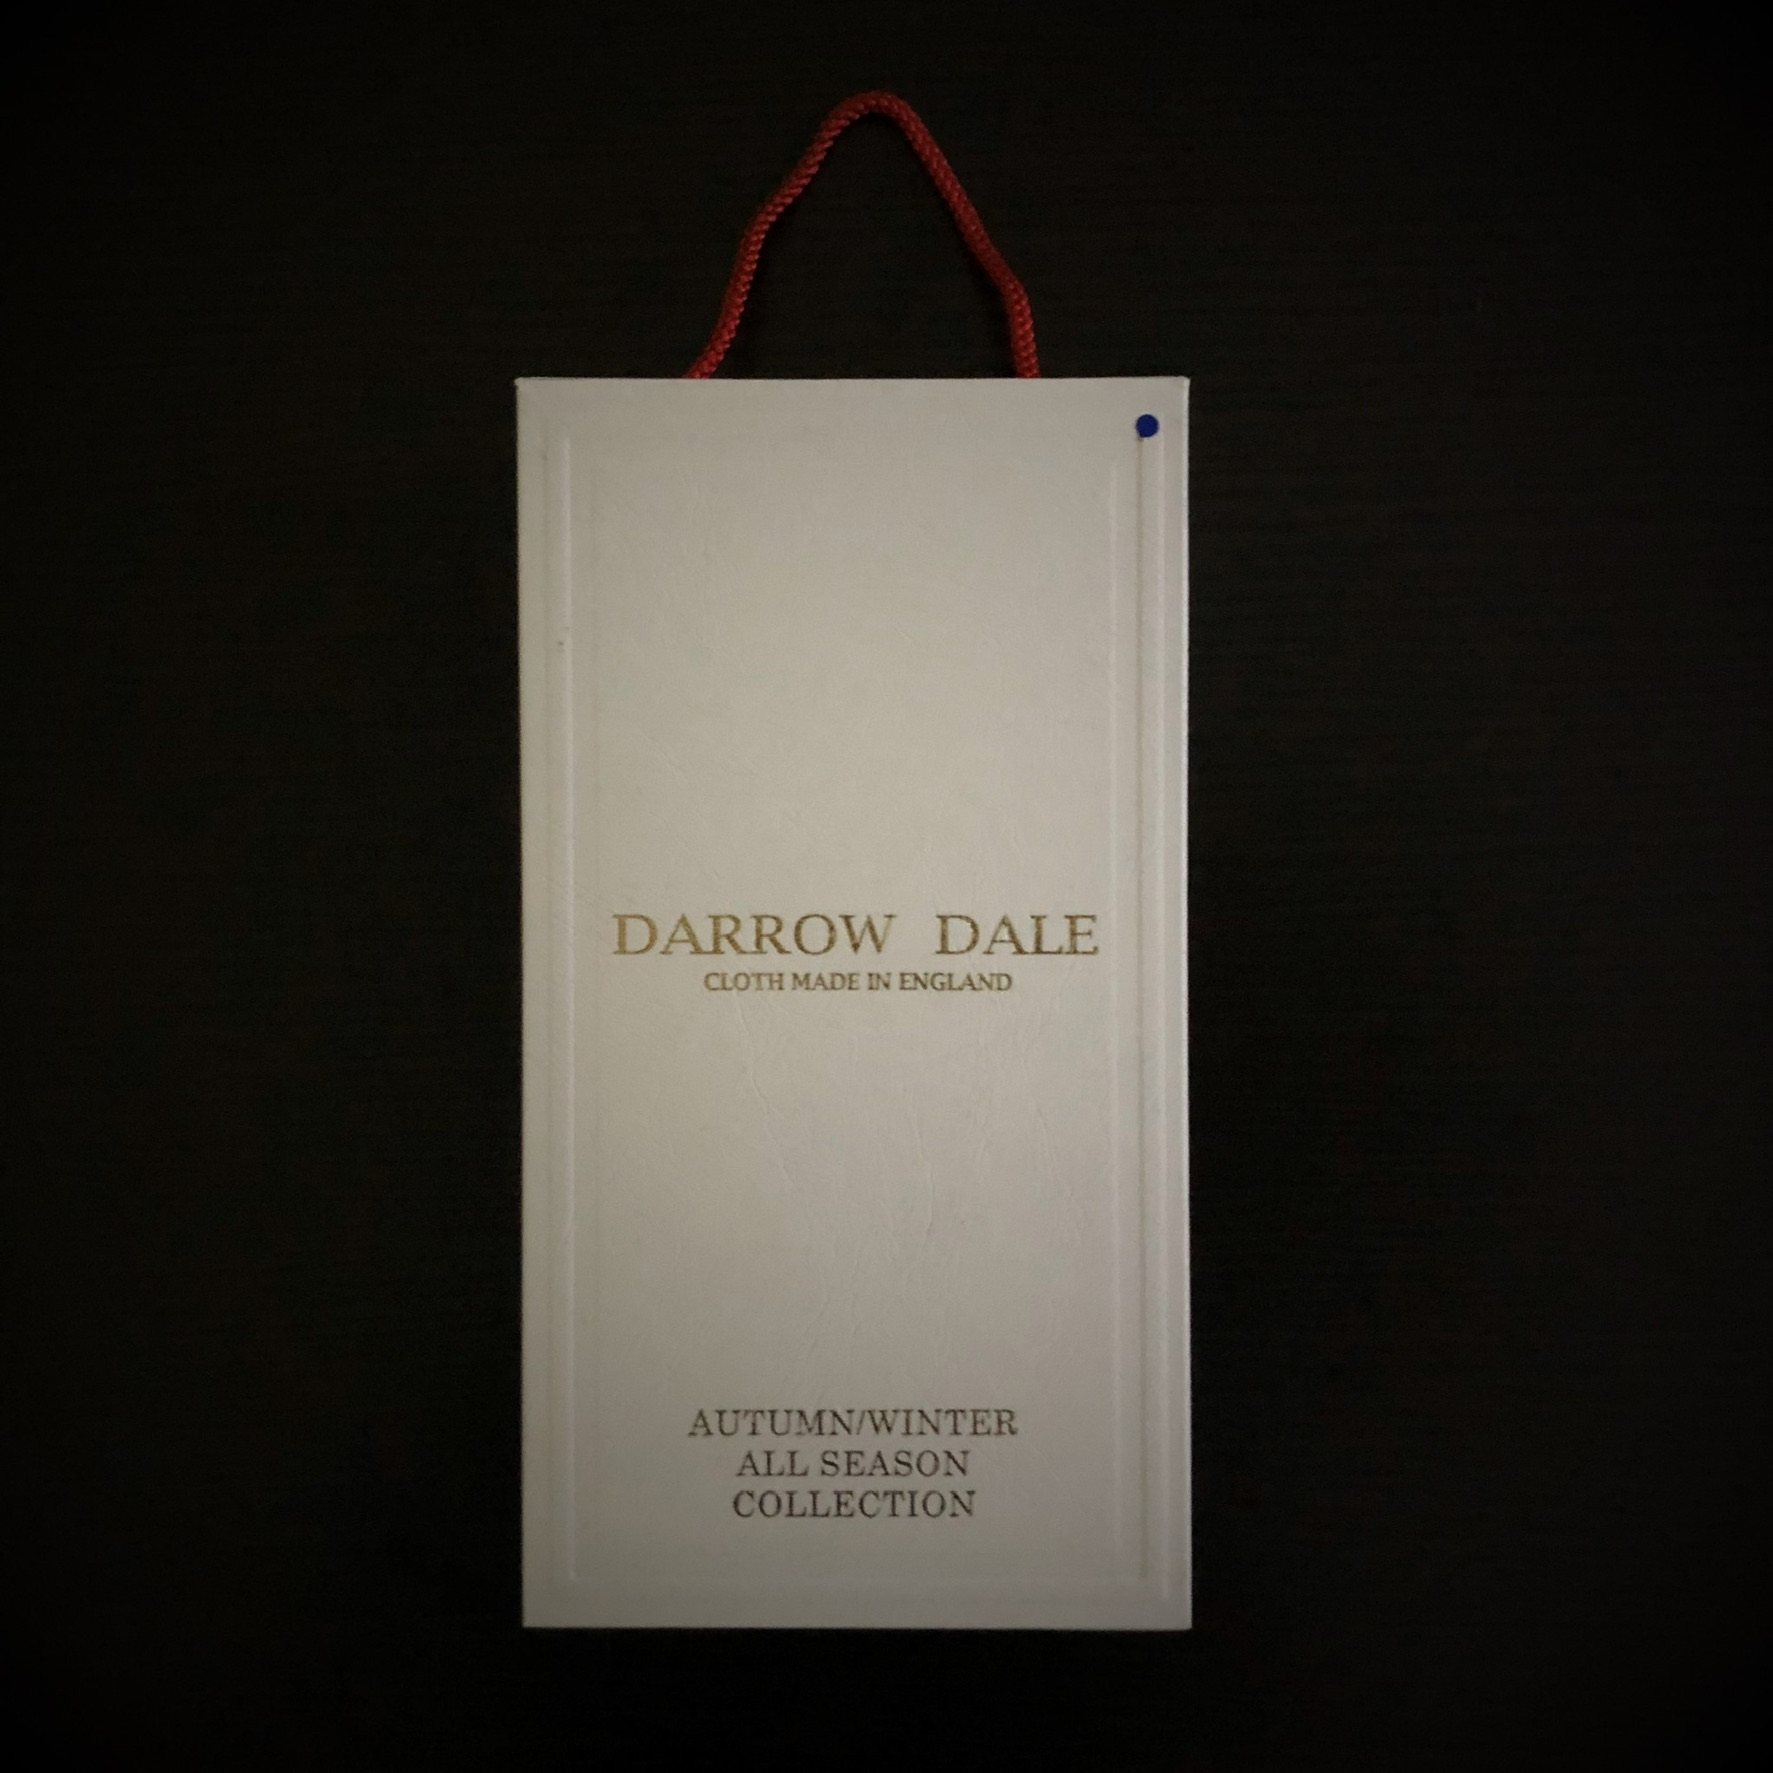 DARROW DALE
CLOTH MADE IN ENGLAND
AUTUMN/WINTER
ALL SEASON
COLLECTION